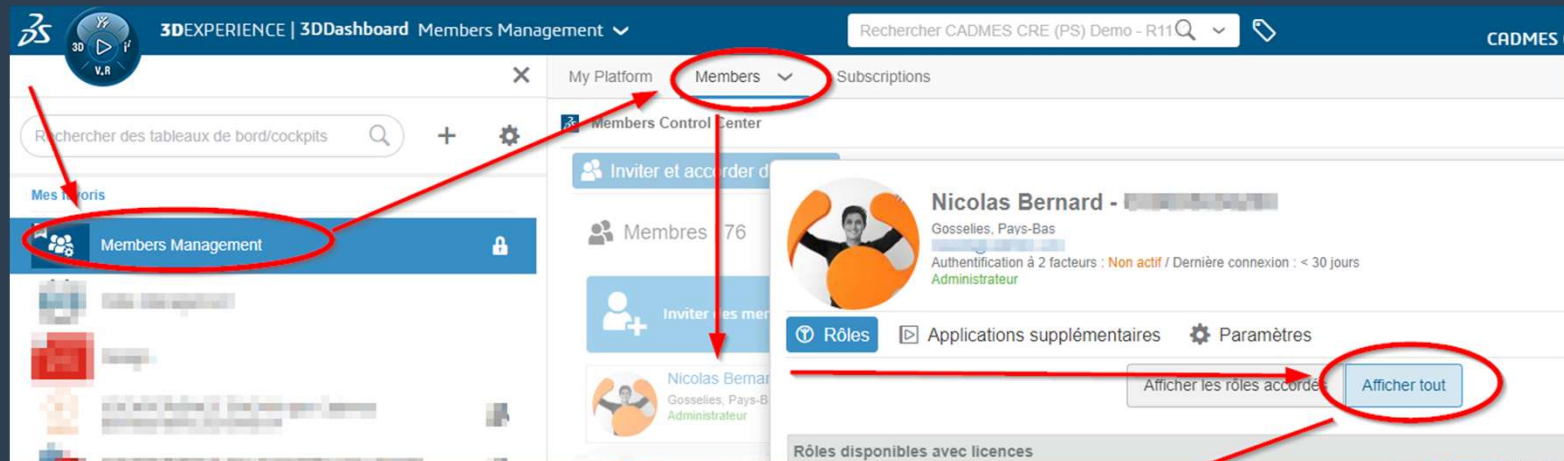 3DEXPERIENCE | 3DDashboard Members Management
Rechercher CADMES CRE (PS) Demo - R11
CADMES
3D
V.R
My Platform
Members
Subscriptions
Rechercher des tableaux de bord/cockpits
Mes favoris
Members Management
Members Control Center
Inviter et accorder d
Membres 76
Inviter des mem
Nicolas Bernar
Gosselies, Pays-B
Administrateur
Nicolas Bernard -
Gosselies, Pays-Bas
Authentification à 2 facteurs : Non actif / Dernière connexion : < 30 jours
Administrateur
Rôles
Applications supplémentaires
Paramètres
Afficher les rôles accordés
Afficher tout
Rôles disponibles avec licences